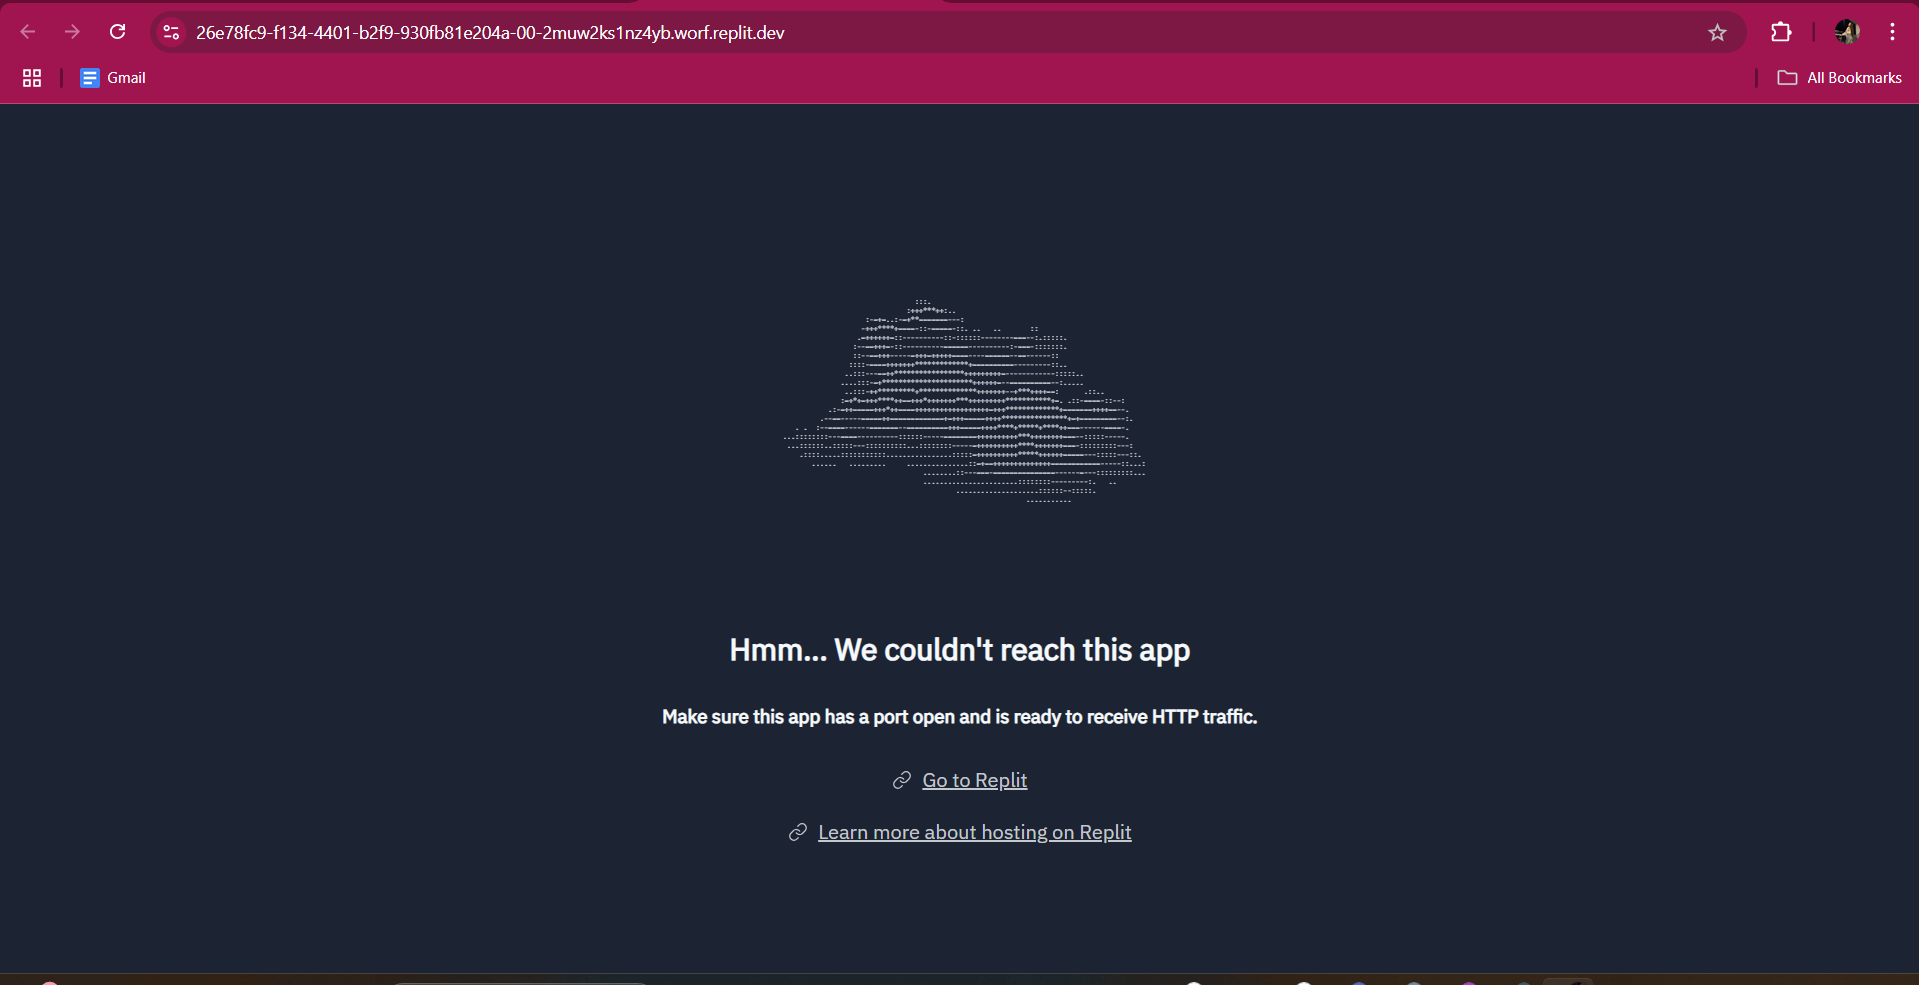 26e78fc9-f134-4401-b2f9-930fb81e204a-00-2muw2ks1nz4yb.worf.replit.dev
Gmail
All Bookmarks
Hmm... We couldn't reach this app
Make sure this app has a port open and is ready to receive HTTP traffic.
Go to Replit
Learn more about hosting on Replit